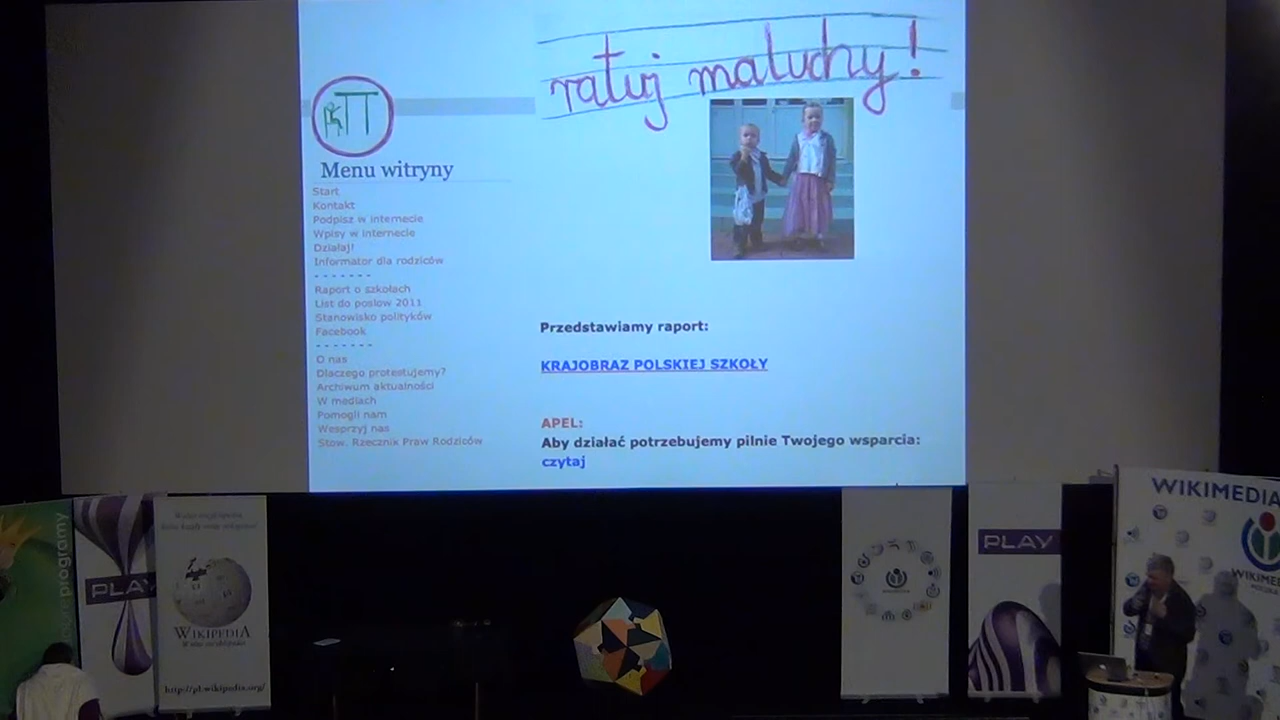 ratuj maluchy!
Menu witryny
Start
Kontakt
Podpisz w internecie
Wpisy w internecie
Działaj!
Informator dla rodziców
- - - - - - -
Raport o szkołach
List do posłow 2011
Stanowisko polityków
Facebook
- - - - - - -
O nas
Dlaczego protestujemy?
Archiwum aktualności
W mediach
Pomogli nam
Wesprzyj nas
Stow. Rzecznik Praw Rodziców
Przedstawiamy raport:
KRAJOBRAZ POLSKIEJ SZKOŁY
APEL:
Aby działać potrzebujemy pilnie Twojego wsparcia:
czytaj
programy
PLAY
WIKIPEDIA
http://pl.wikipedia.org/
PLAY
WIKIMEDIA